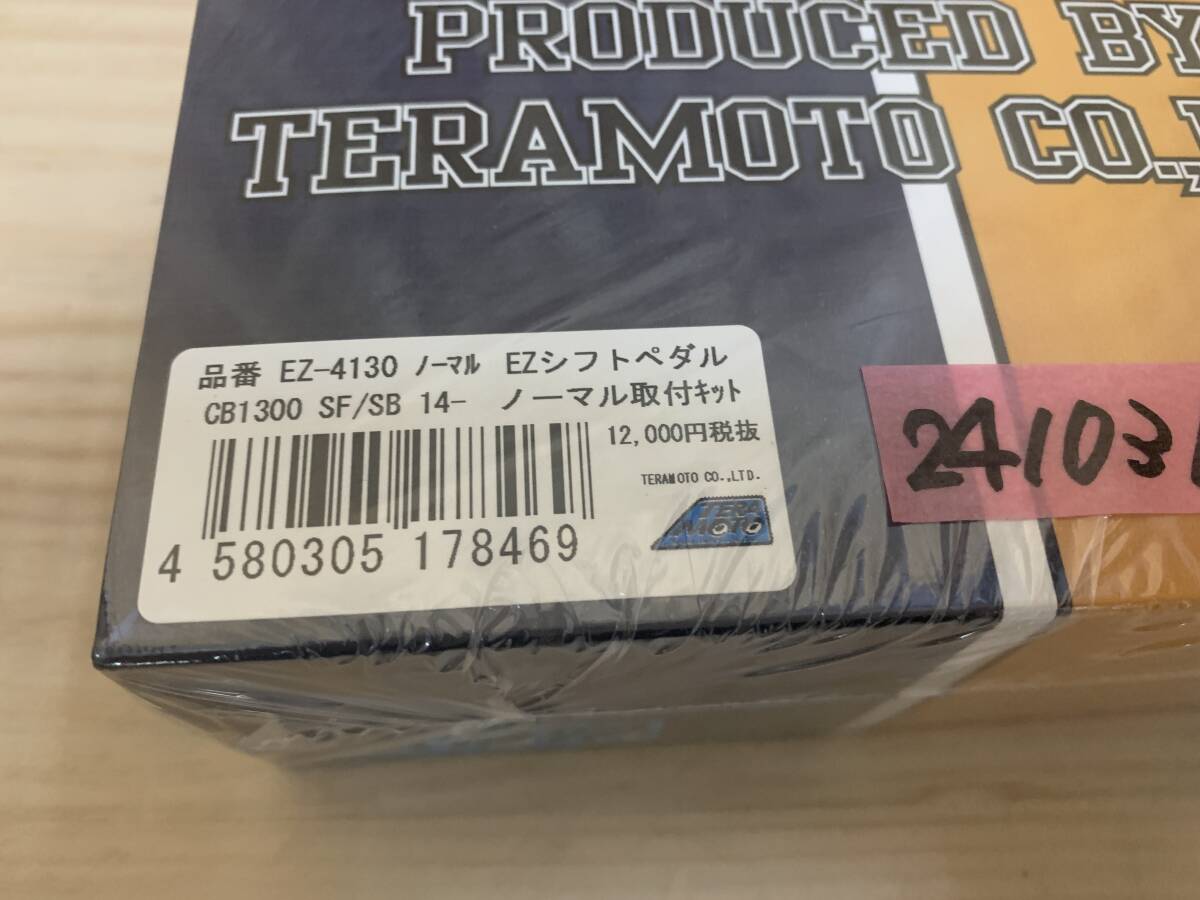 PRODUCED BY
TERAMOTO CO.,
品番 EZ-4130 ノーマル EZシフトペダル
CB1300 SF/SB 14- ノーマル取付キット
12,000円税抜
TERAMOTO CO.,LTD.
TERA
MOTO
4 580305 178469
24103